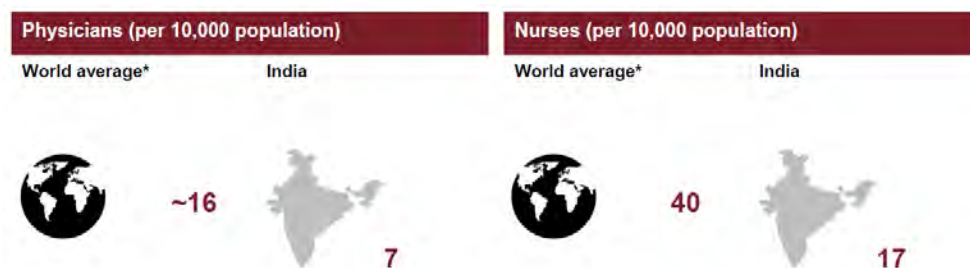 Physicians (per 10,000 population)
World average* India
~16
7
Nurses (per 10,000 population)
World average* India
40
17